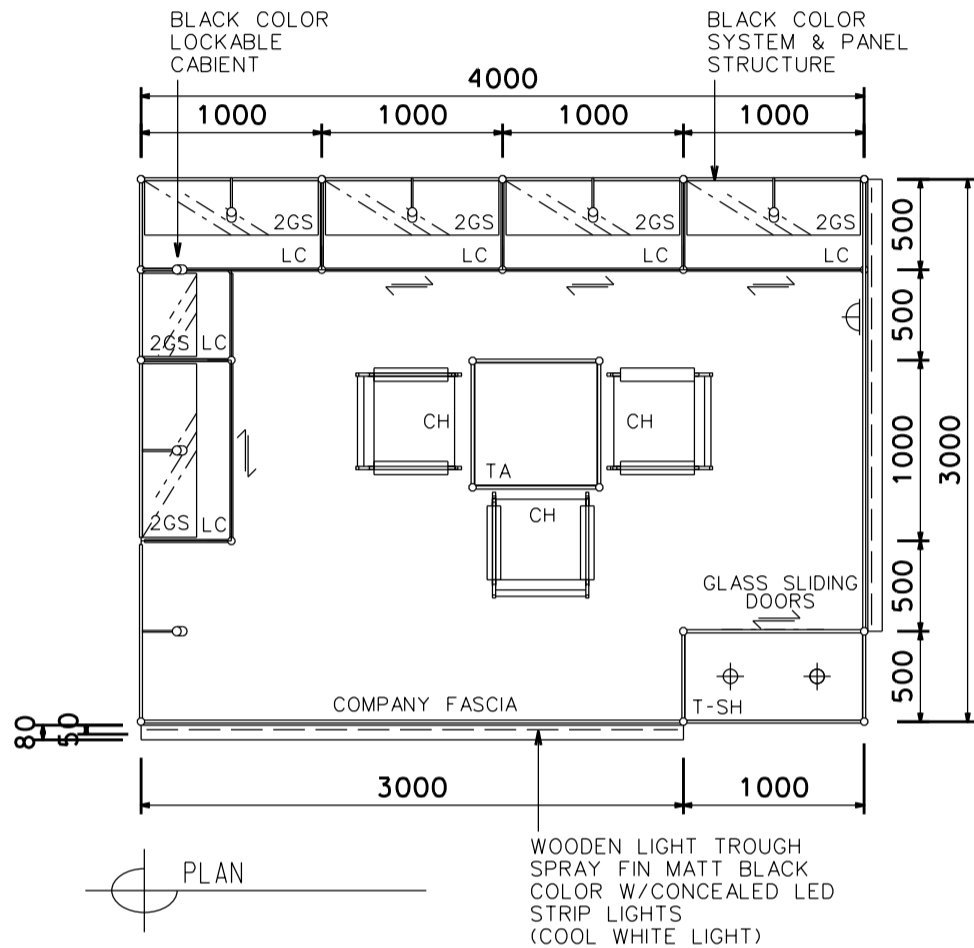 BLACK COLOR
LOCKABLE
CABIENT
BLACK COLOR
SYSTEM & PANEL
STRUCTURE
4000
1000 1000 1000 1000
2GS 2GS 2GS 2GS
LC LC LC LC
500
500
1000
3000
500
500
2GS LC
2GS LC
CH CH
TA
CH
GLASS SLIDING
DOORS
T-SH
COMPANY FASCIA
80
50
3000 1000
WOODEN LIGHT TROUGH
SPRAY FIN MATT BLACK
COLOR W/CONCEALED LED
STRIP LIGHTS
(COOL WHITE LIGHT)
PLAN